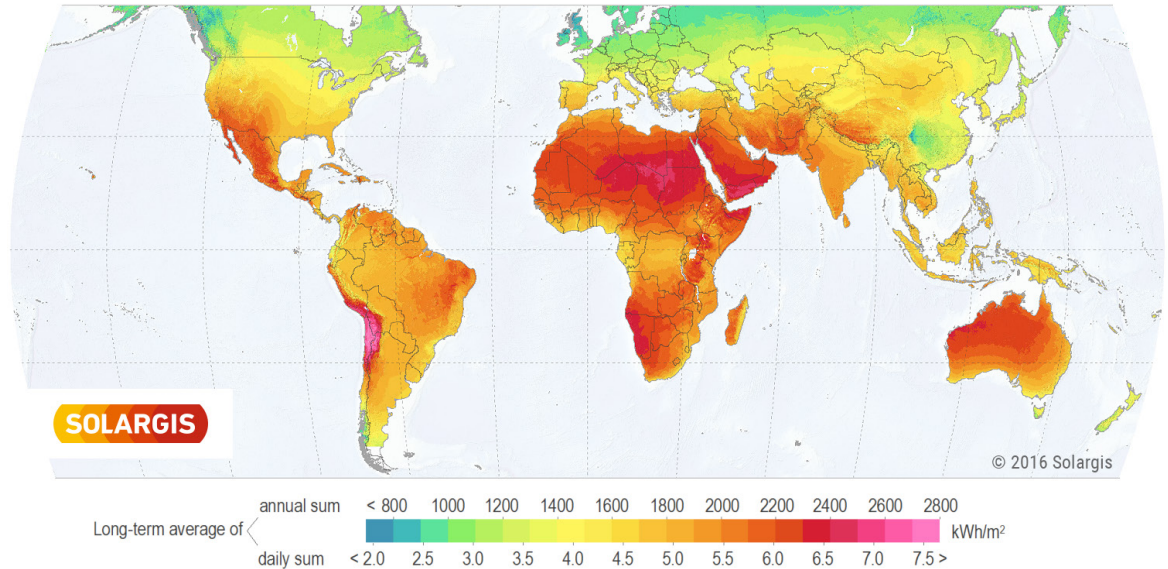 SOLARGIS
© 2016 Solargis
annual sum < 800 1000 1200 1400 1600 1800 2000 2200 2400 2600 2800
Long-term average of kWh/m²
daily sum < 2.0 2.5 3.0 3.5 4.0 4.5 5.0 5.5 6.0 6.5 7.0 7.5 >